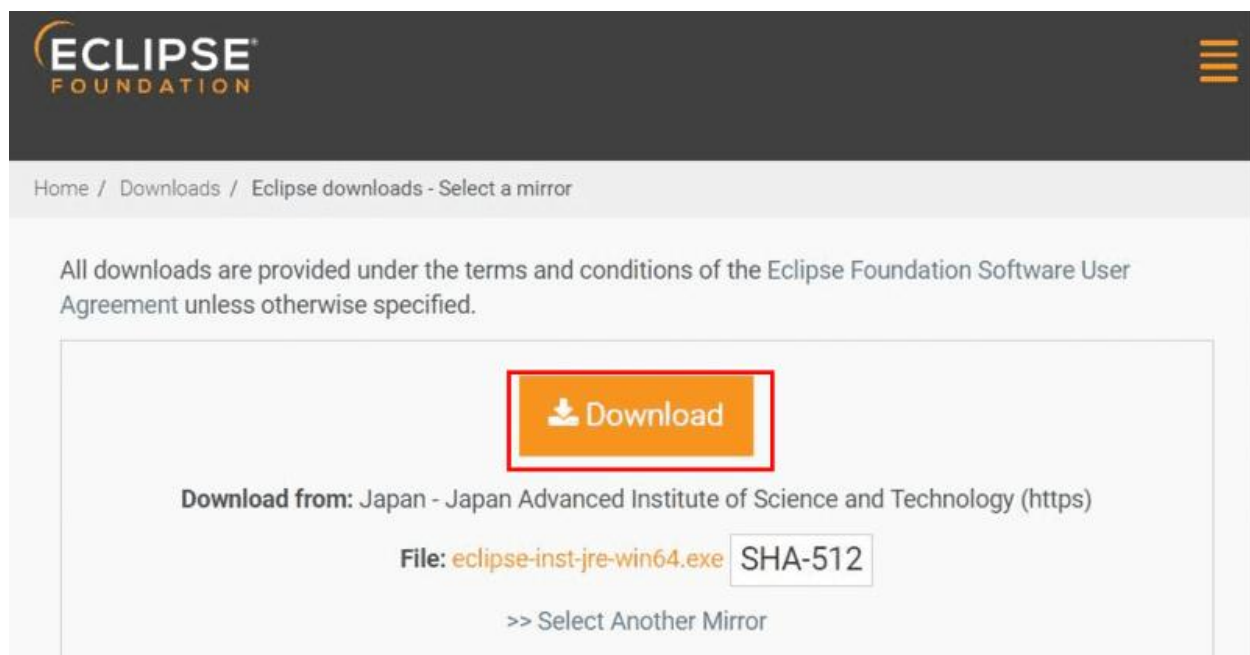 ECLIPSE®
FOUNDATION
Home / Downloads / Eclipse downloads - Select a mirror
All downloads are provided under the terms and conditions of the Eclipse Foundation Software User
Agreement unless otherwise specified.
Download
Download from: Japan - Japan Advanced Institute of Science and Technology (https)
File: eclipse-inst-jre-win64.exe SHA-512
>> Select Another Mirror